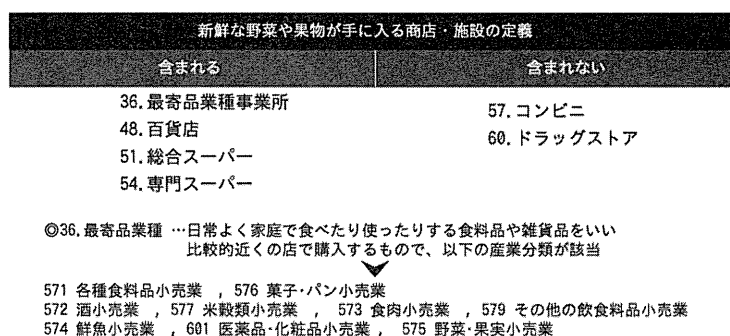 新鮮な野菜や果物が手に入る商店・施設の定義
含まれる
含まれない
36.最寄品業種事業所
48.百貨店
51.総合スーパー
54.専門スーパー
57.コンビニ
60.ドラッグストア
◎36.最寄品業種 …日常よく家庭で食べたり使ったりする食料品や雑貨品をいい
比較的近くの店で購入するもので、以下の産業分類が該当
571 各種食料品小売業 , 576 菓子・パン小売業
572 酒小売業 , 577 米穀類小売業 , 573 食肉小売業 , 579 その他の飲食料品小売業
574 鮮魚小売業 , 601 医薬品・化粧品小売業 , 575 野菜・果実小売業